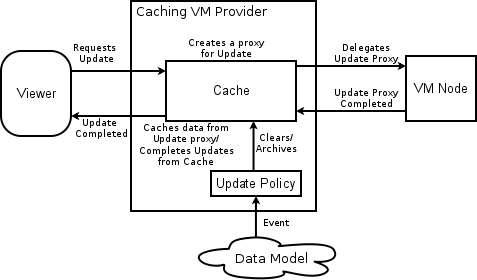 Caching VM Provider
Requests
Update
Creates a proxy
for Update
Delegates
Update Proxy
Viewer
Cache
VM Node
Update
Completed
Caches data from
Update proxy/
Completes Updates
from Cache
Clears/
Archives
Update Proxy
Completed
Update Policy
Event
Data Model